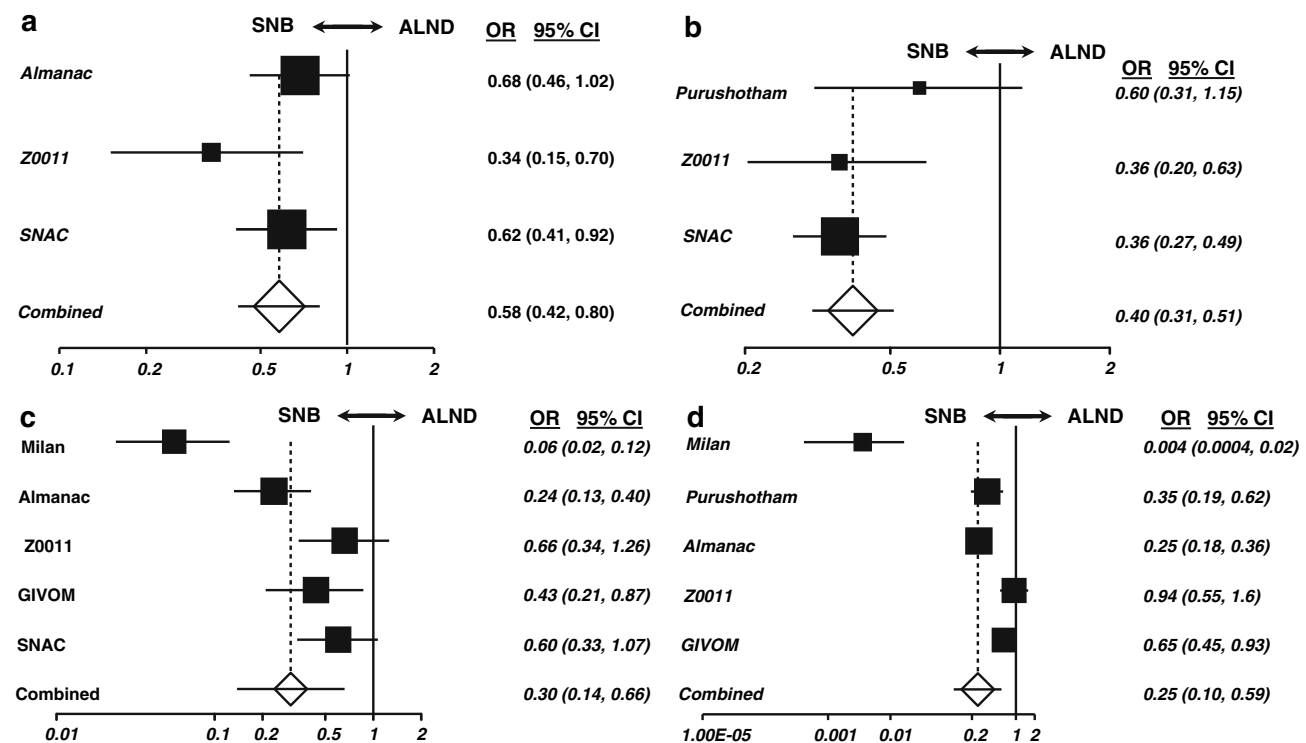 a
SNB ALND OR 95% CI
Almanac 0.68 (0.46, 1.02)
Z0011 0.34 (0.15, 0.70)
SNAC 0.62 (0.41, 0.92)
Combined 0.58 (0.42, 0.80)
0.1 0.2 0.5 1 2
b
SNB ALND
OR 95% CI
Purushotham 0.60 (0.31, 1.15)
Z0011 0.36 (0.20, 0.63)
SNAC 0.36 (0.27, 0.49)
Combined 0.40 (0.31, 0.51)
0.2 0.5 1 2
c
SNB ALND OR 95% CI
Milan 0.06 (0.02, 0.12)
Almanac 0.24 (0.13, 0.40)
Z0011 0.66 (0.34, 1.26)
GIVOM 0.43 (0.21, 0.87)
SNAC 0.60 (0.33, 1.07)
Combined 0.30 (0.14, 0.66)
0.01 0.1 0.2 0.5 1 2
d
SNB ALND OR 95% CI
Milan 0.004 (0.0004, 0.02)
Purushotham 0.35 (0.19, 0.62)
Almanac 0.25 (0.18, 0.36)
Z0011 0.94 (0.55, 1.6)
GIVOM 0.65 (0.45, 0.93)
Combined 0.25 (0.10, 0.59)
1.00E-05 0.001 0.01 0.2 1 2